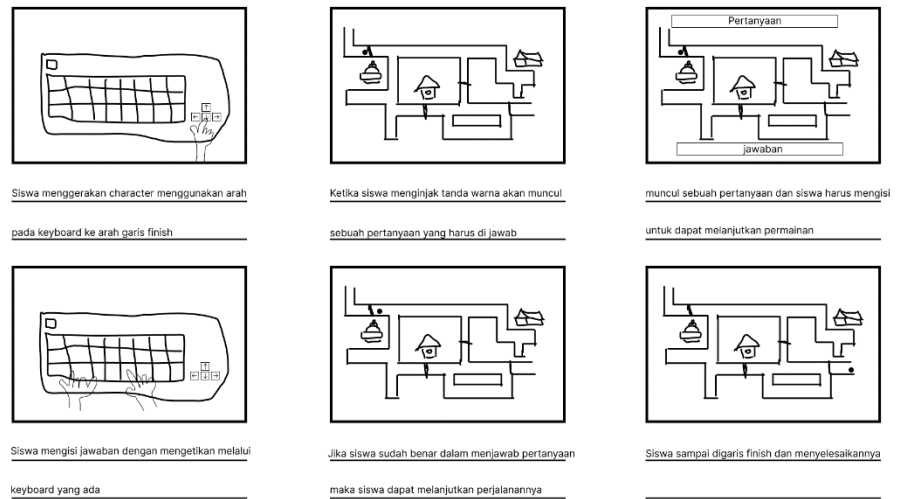 Siswa menggerakan character menggunakan arah
pada keyboard ke arah garis finish
Ketika siswa menginjak tanda warna akan muncul
sebuah pertanyaan yang harus di jawab
Pertanyaan
jawaban
muncul sebuah pertanyaan dan siswa harus mengisi
untuk dapat melanjutkan permainan
Siswa mengisi jawaban dengan mengetikan melalui
keyboard yang ada
Jika siswa sudah benar dalam menjawab pertanyaan
maka siswa dapat melanjutkan perjalanannya
Siswa sampai digaris finish dan menyelesaikannya